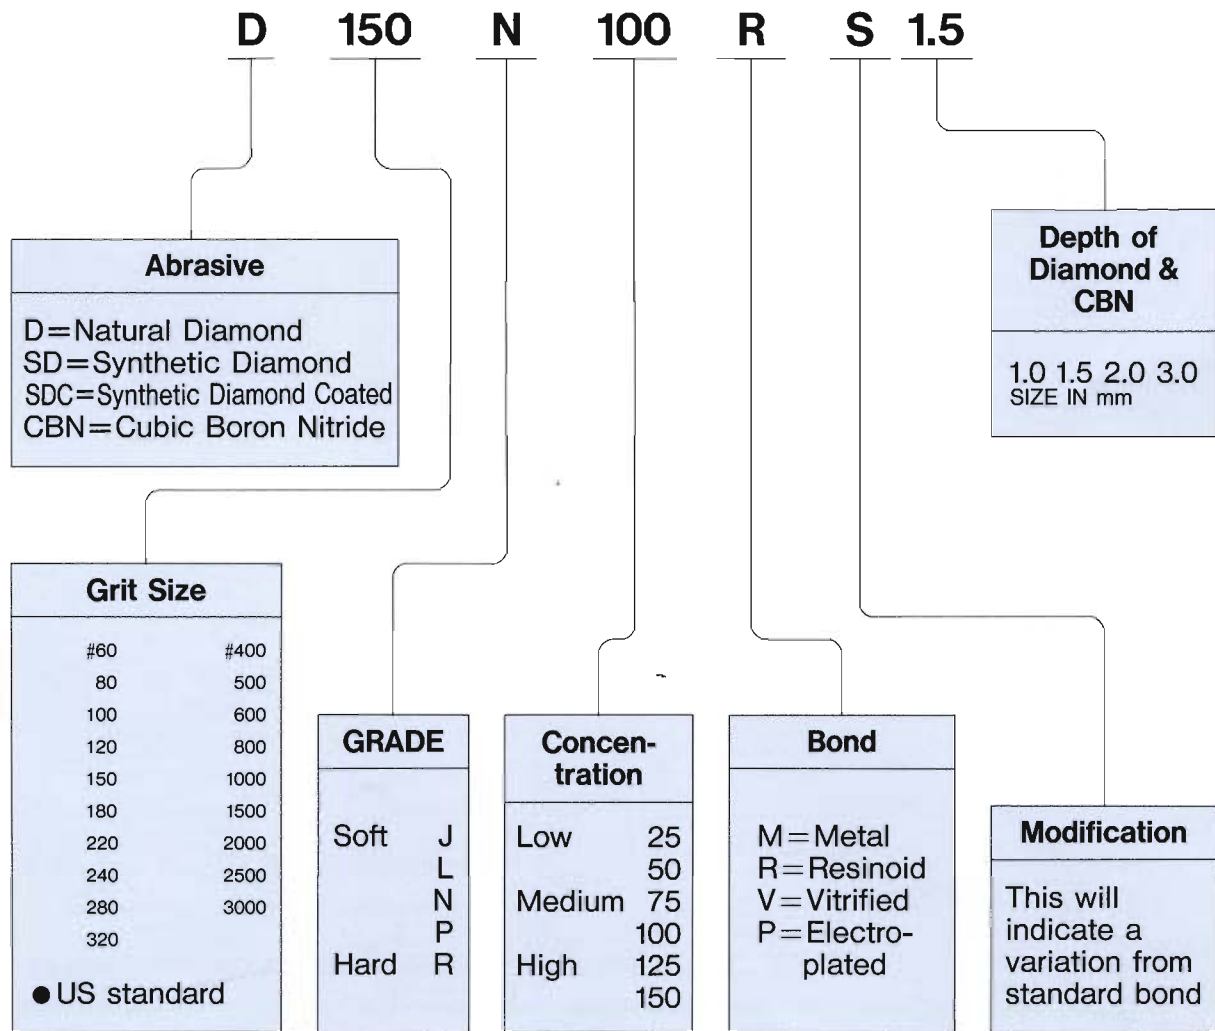 D 150 N 100 R S 1.5
Abrasive
D=Natural Diamond
SD=Synthetic Diamond
SDC=Synthetic Diamond Coated
CBN=Cubic Boron Nitride
Depth of
Diamond &
CBN
1.0 1.5 2.0 3.0
SIZE IN mm
Grit Size
#60 #400
80 500
100 600
120 800
150 1000
180 1500
220 2000
240 2500
280 3000
320
● US standard
GRADE
Soft J
L
N
P
Hard R
Concen-
tration
Low 25
50
Medium 75
100
High 125
150
Bond
M=Metal
R=Resinoid
V=Vitrified
P=Electro-
plated
Modification
This will
indicate a
variation from
standard bond